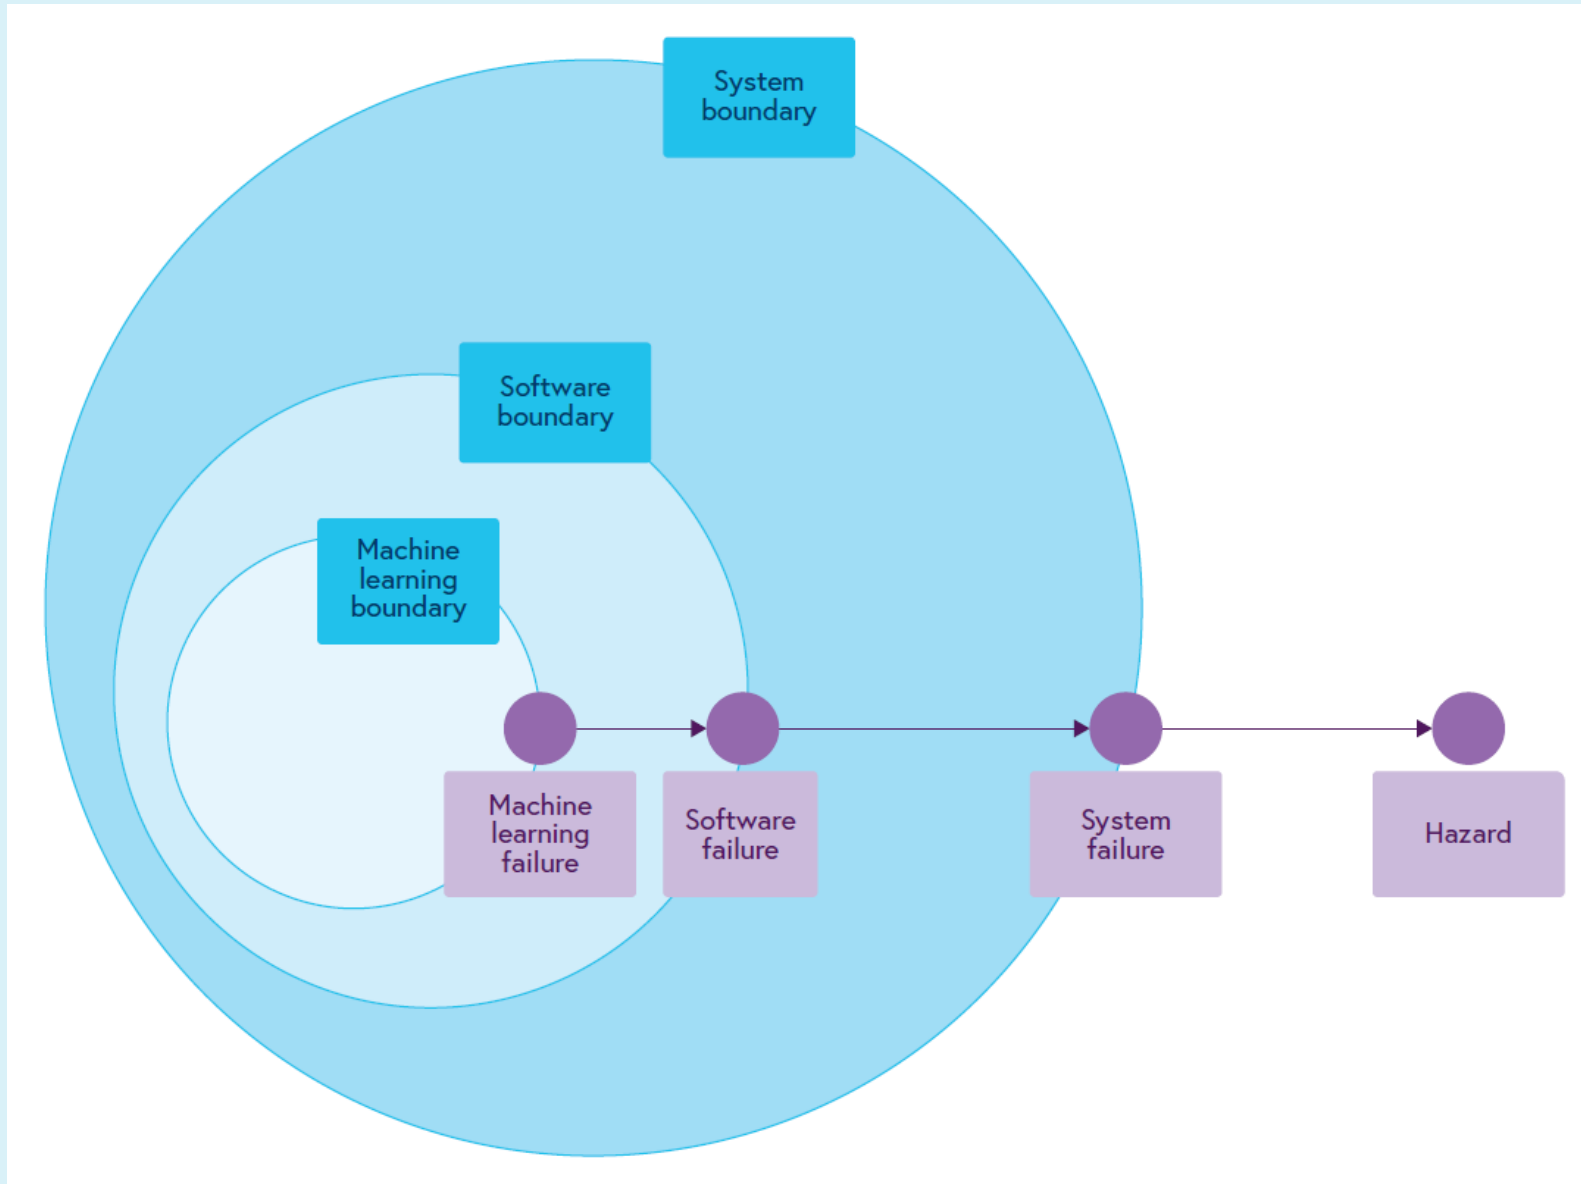 System
boundary
Software
boundary
Machine
learning
boundary
Machine
learning
failure
Software
failure
System
failure
Hazard